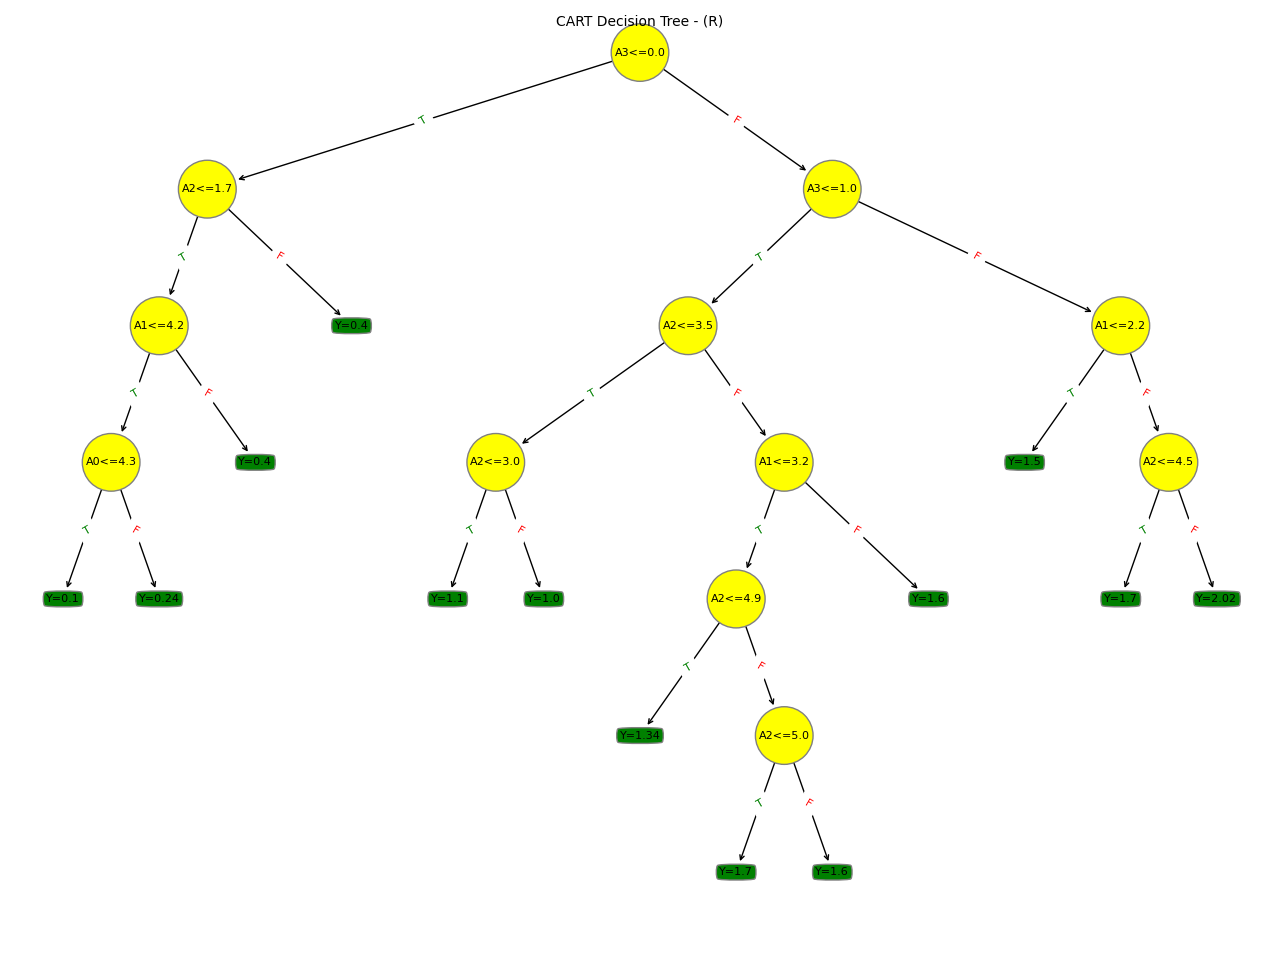 CART Decision Tree - (R)
A3<=0.0
T
F
A2<=1.7
A3<=1.0
T
F
T
F
A1<=4.2
Y=0.4
A2<=3.5
A1<=2.2
T
F
T
F
T
F
A0<=4.3
Y=0.4
A2<=3.0
A1<=3.2
Y=1.5
A2<=4.5
T
F
T
F
T
F
T
F
Y=0.1
Y=0.24
Y=1.1
Y=1.0
A2<=4.9
Y=1.6
Y=1.7
Y=2.02
T
F
Y=1.34
A2<=5.0
T
F
Y=1.7
Y=1.6